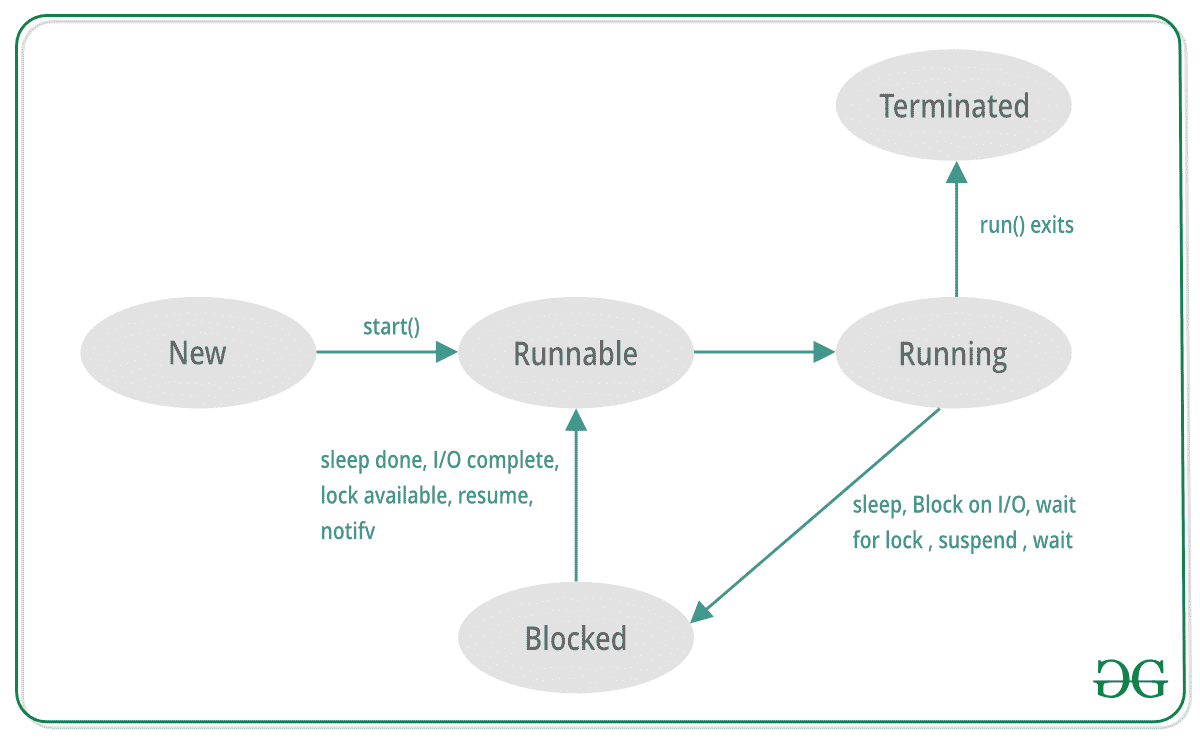 Terminated
run() exits
New
start()
Runnable
Running
sleep done, I/O complete,
lock available, resume,
notifv
sleep, Block on I/O, wait
for lock , suspend , wait
Blocked